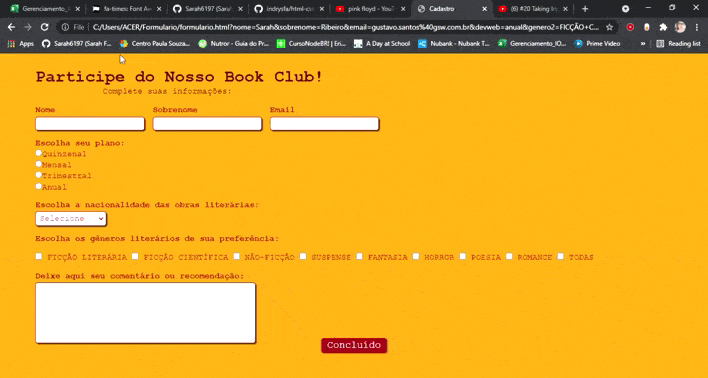 Gerenciamento_I
fa-times: Font Aw
Sarah6197 (Sarah
indrysfa/html-cur
pink floyd - YouT
Cadastro
(6) #20 Taking In
File
C:/Users/ACER/Formulario/formulario.html?nome=Sarah&sobrenome=Ribeiro&email=gustavo.santos%40gsw.com.br&devweb=anual&genero2=FICÇÃO+C...
Apps
Sarah6197 (Sarah F...
Centro Paula Souza...
Nutror - Guia do Pr...
CursoNodeBR! | Eri...
A Day at School
Nubank - Nubank T...
Gerenciamento_IO...
Prime Video
»
Reading list
Participe do Nosso Book Club!
Complete suas informações:
Nome Sobrenome Email
Escolha seu plano:
Quinzenal
Mensal
Trimestral
Anual
Escolha a nacionalidade das obras literárias:
Selecione
Escolha os gêneros literários de sua preferência:
FICÇÃO LITERÁRIA FICÇÃO CIENTÍFICA NÃO-FICÇÃO SUSPENSE FANTASIA HORROR POESIA ROMANCE TODAS
Deixe aqui seu comentário ou recomendação:
Concluído